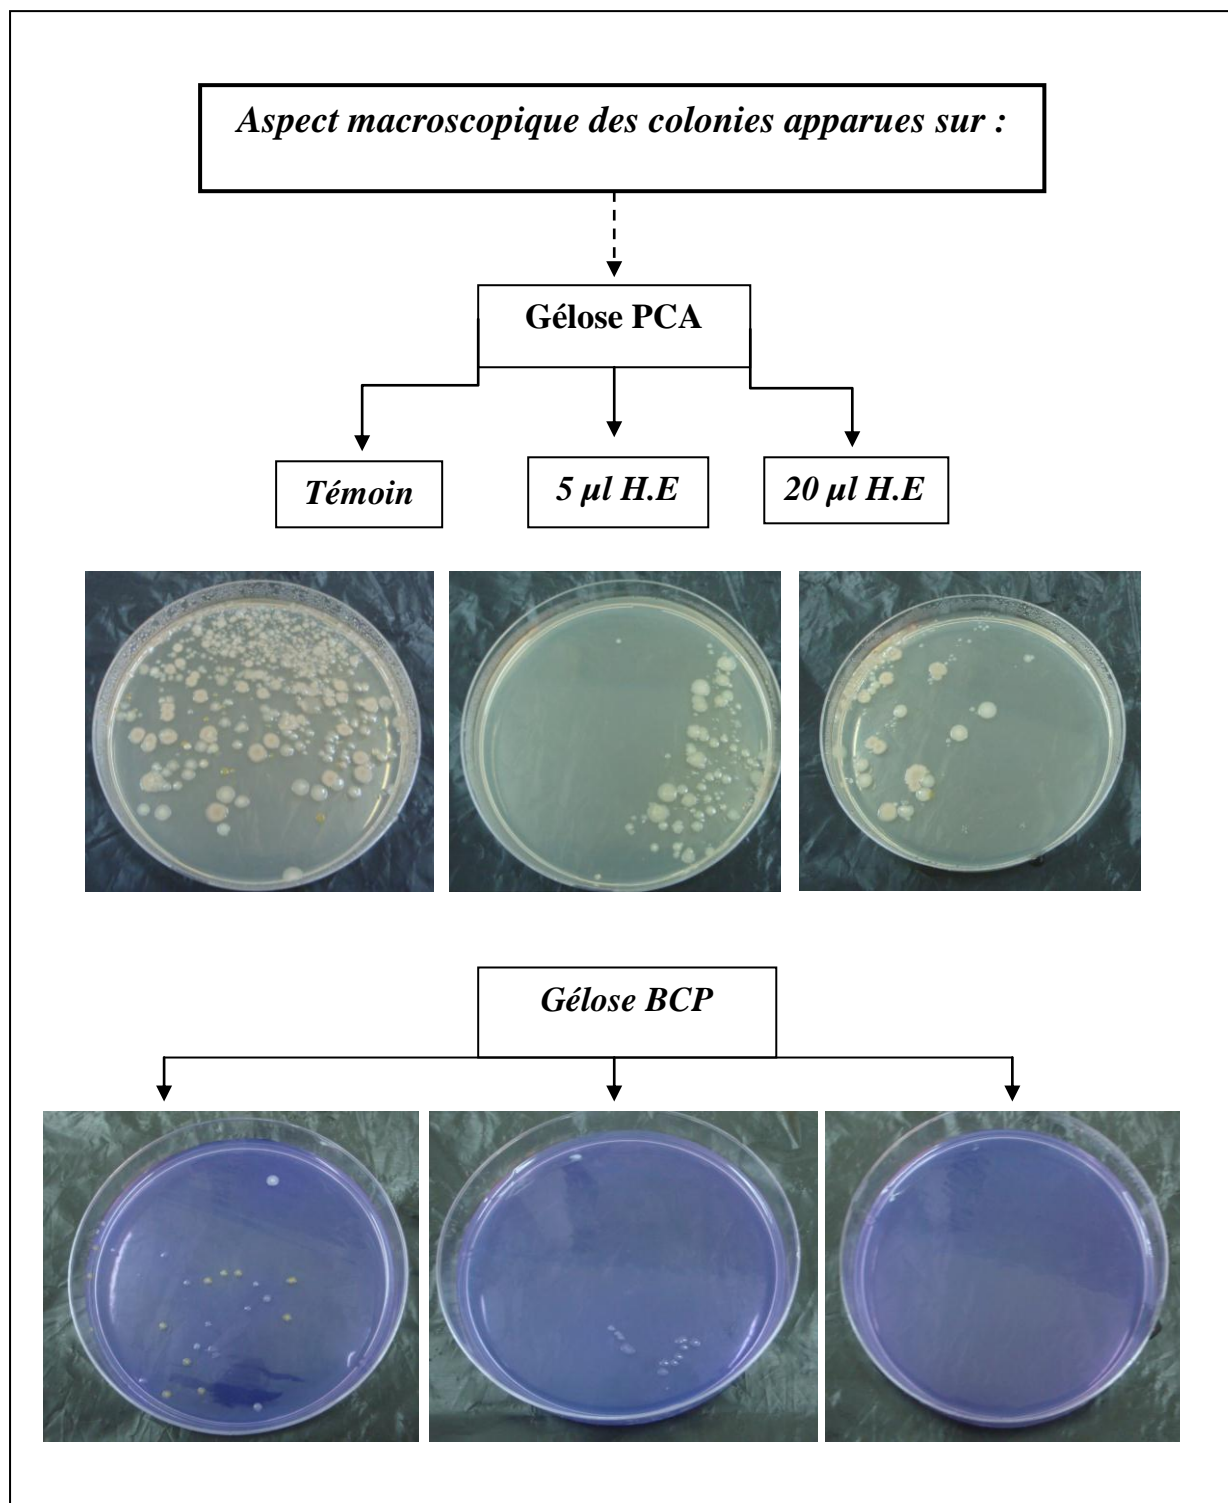 Aspect macroscopique des colonies apparues sur :
Gélose PCA
Témoin
5 µl H.E
20 µl H.E
Gélose BCP